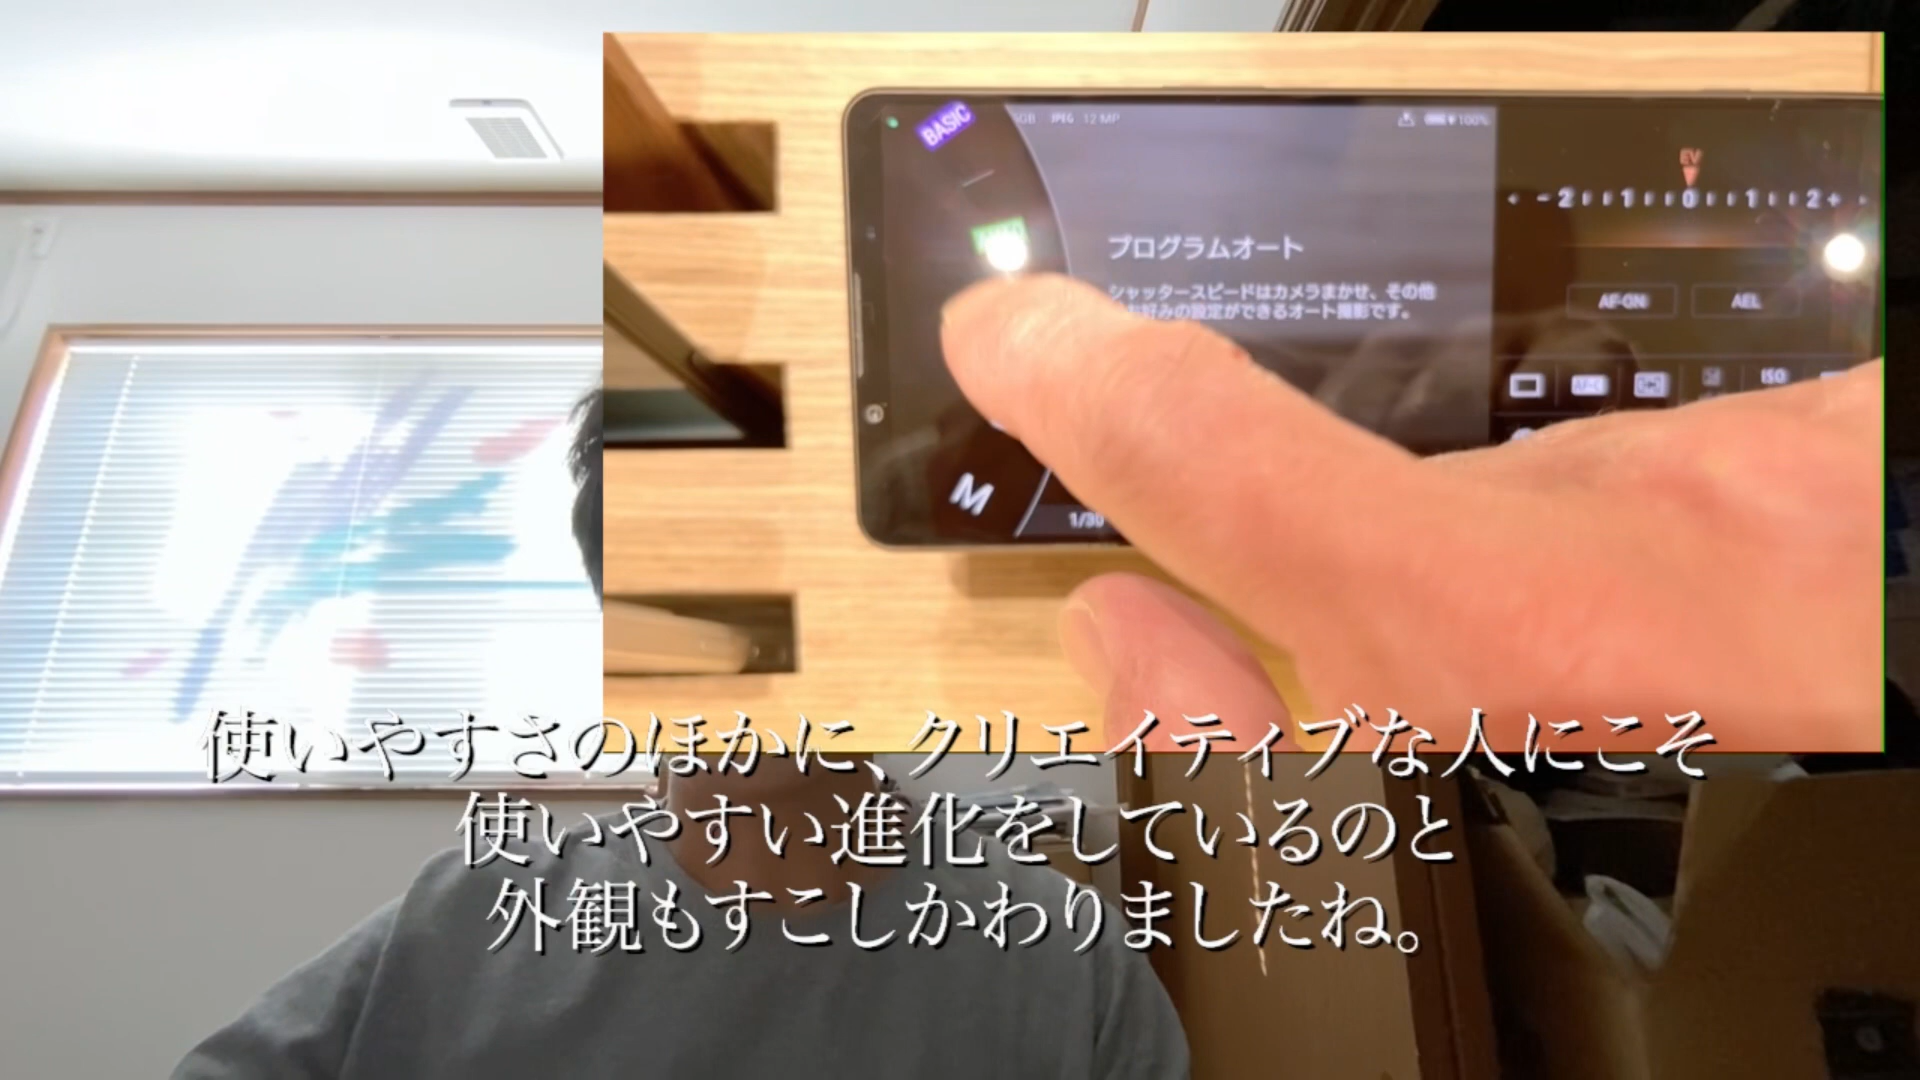 BASIC
GB JPEG 12 MP
100%
EV
-2 1 0 1 2+
プログラムオート
シャッタースピードはカメラまかせ、その他
お好みの設定ができるオート撮影です。
AF-ON AEL
AF-C ISO
M
1/30
使いやすさのほかに、クリエイティブな人にこそ
使いやすい進化をしているのと
外観もすこしかわりましたね。